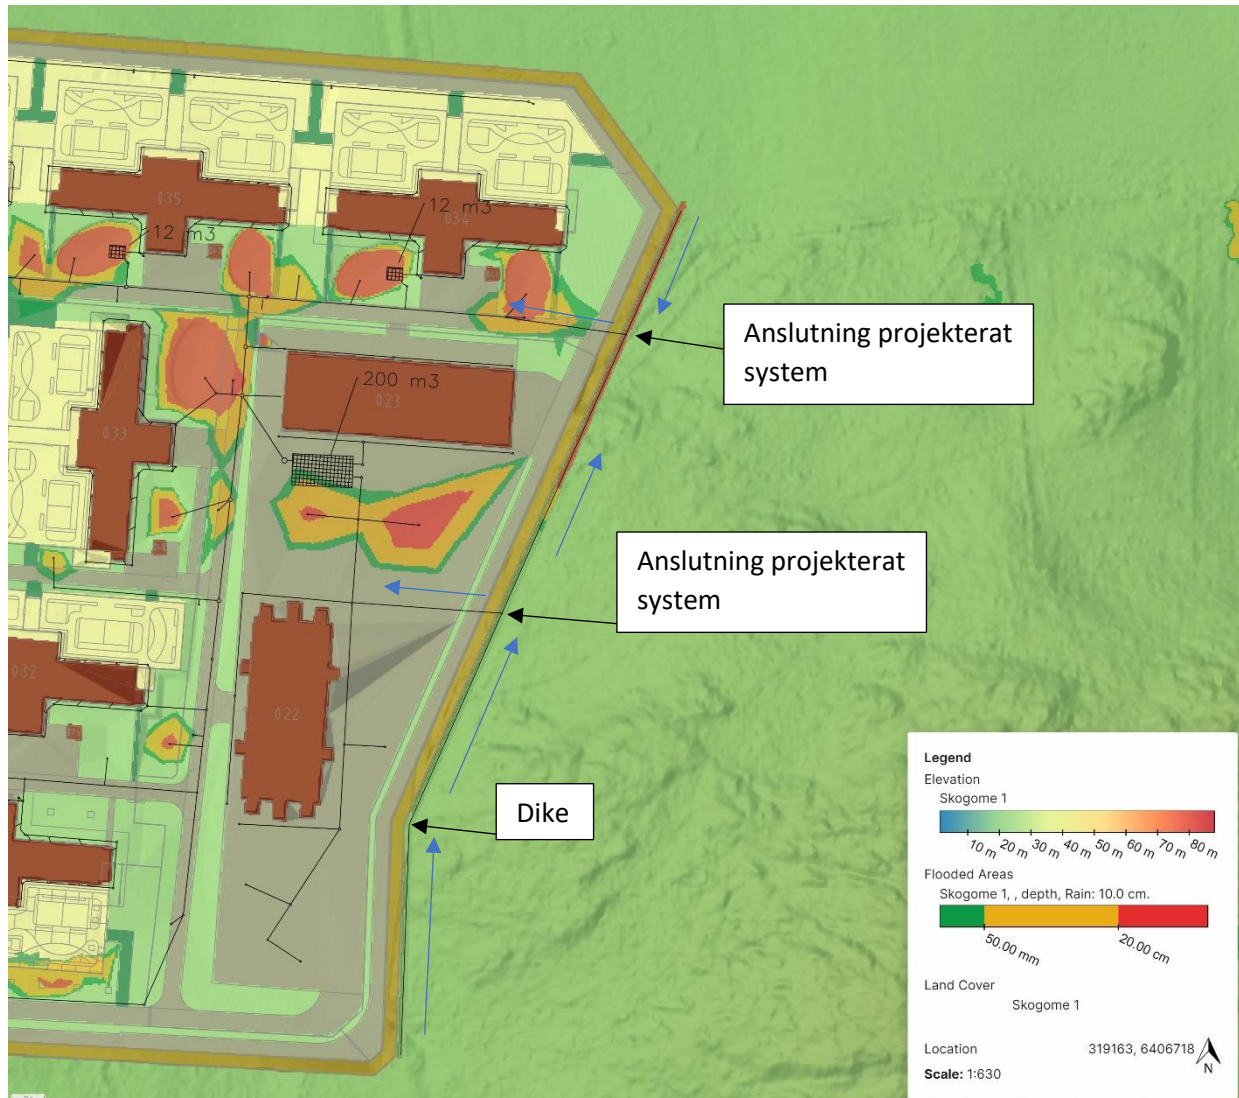 035
034
12 m3
12 m3
Anslutning projekterat
system
200 m3
023
033
Anslutning projekterat
system
032
022
Dike
Legend
Elevation
Skogome 1
10 m 20 m 30 m 40 m 50 m 60 m 70 m 80 m
Flooded Areas
Skogome 1, , depth, Rain: 10.0 cm.
50.00 mm 20.00 cm
Land Cover
Skogome 1
Location 319163, 6406718
N
Scale: 1:630